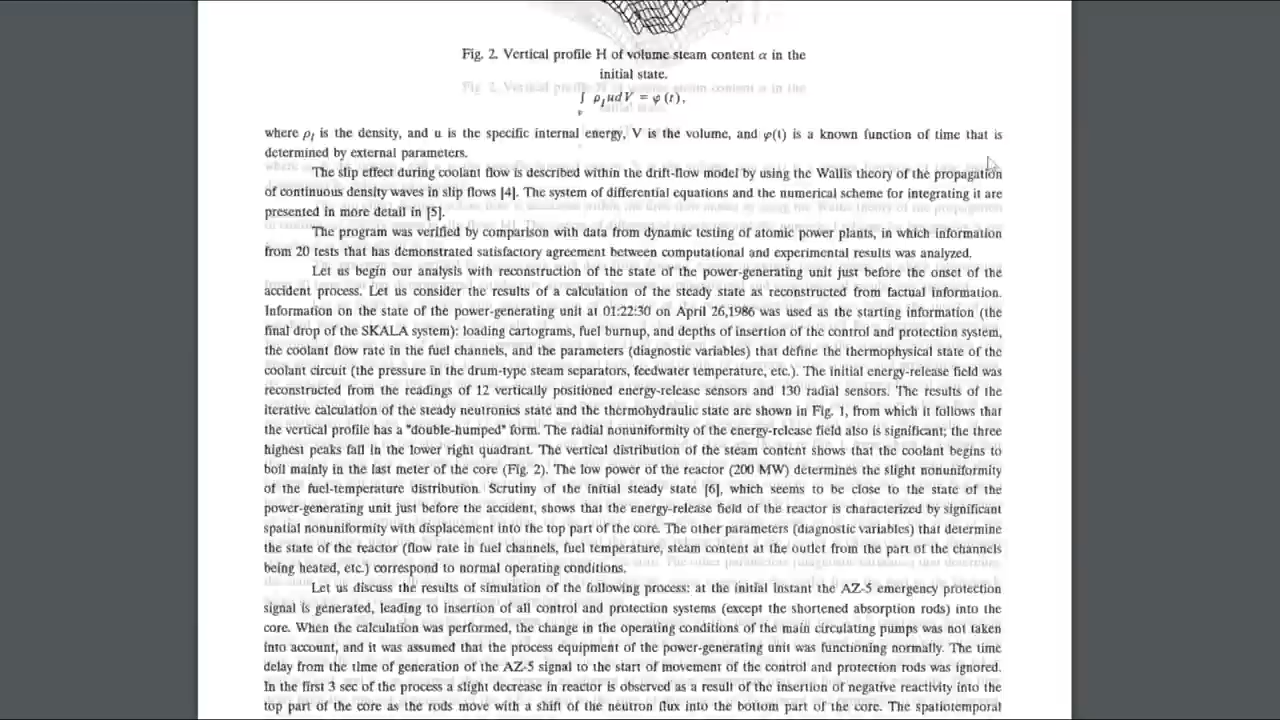 Fig. 2. Vertical profile H of volume steam content α in the
initial state.
∫ ρₜudV = φ (t),
v
where ρₜ is the density, and u is the specific internal energy, V is the volume, and φ(t) is a known function of time that is
determined by external parameters.
The slip effect during coolant flow is described within the drift-flow model by using the Wallis theory of the propagation
of continuous density waves in slip flows [4]. The system of differential equations and the numerical scheme for integrating it are
presented in more detail in [5].
The program was verified by comparison with data from dynamic testing of atomic power plants, in which information
from 20 tests that has demonstrated satisfactory agreement between computational and experimental results was analyzed.
Let us begin our analysis with reconstruction of the state of the power-generating unit just before the onset of the
accident process. Let us consider the results of a calculation of the steady state as reconstructed from factual information.
Information on the state of the power-generating unit at 01:22:30 on April 26,1986 was used as the starting information (the
final drop of the SKALA system): loading cartograms, fuel burnup, and depths of insertion of the control and protection system,
the coolant flow rate in the fuel channels, and the parameters (diagnostic variables) that define the thermophysical state of the
coolant circuit (the pressure in the drum-type steam separators, feedwater temperature, etc.). The initial energy-release field was
reconstructed from the readings of 12 vertically positioned energy-release sensors and 130 radial sensors. The results of the
iterative calculation of the steady neutronics state and the thermohydraulic state are shown in Fig. 1, from which it follows that
the vertical profile has a "double-humped" form. The radial nonuniformity of the energy-release field also is significant; the three
highest peaks fall in the lower right quadrant. The vertical distribution of the steam content shows that the coolant begins to
boil mainly in the last meter of the core (Fig. 2). The low power of the reactor (200 MW) determines the slight nonuniformity
of the fuel-temperature distribution. Scrutiny of the initial steady state [6], which seems to be close to the state of the
power-generating unit just before the accident, shows that the energy-release field of the reactor is characterized by significant
spatial nonuniformity with displacement into the top part of the core. The other parameters (diagnostic variables) that determine
the state of the reactor (flow rate in fuel channels, fuel temperature, steam content at the outlet from the part of the channels
being heated, etc.) correspond to normal operating conditions.
Let us discuss the results of simulation of the following process: at the initial instant the AZ-5 emergency protection
signal is generated, leading to insertion of all control and protection systems (except the shortened absorption rods) into the
core. When the calculation was performed, the change in the operating conditions of the main circulating pumps was not taken
into account, and it was assumed that the process equipment of the power-generating unit was functioning normally. The time
delay from the time of generation of the AZ-5 signal to the start of movement of the control and protection rods was ignored.
In the first 3 sec of the process a slight decrease in reactor is observed as a result of the insertion of negative reactivity into the
top part of the core as the rods move with a shift of the neutron flux into the bottom part of the core. The spatiotemporal